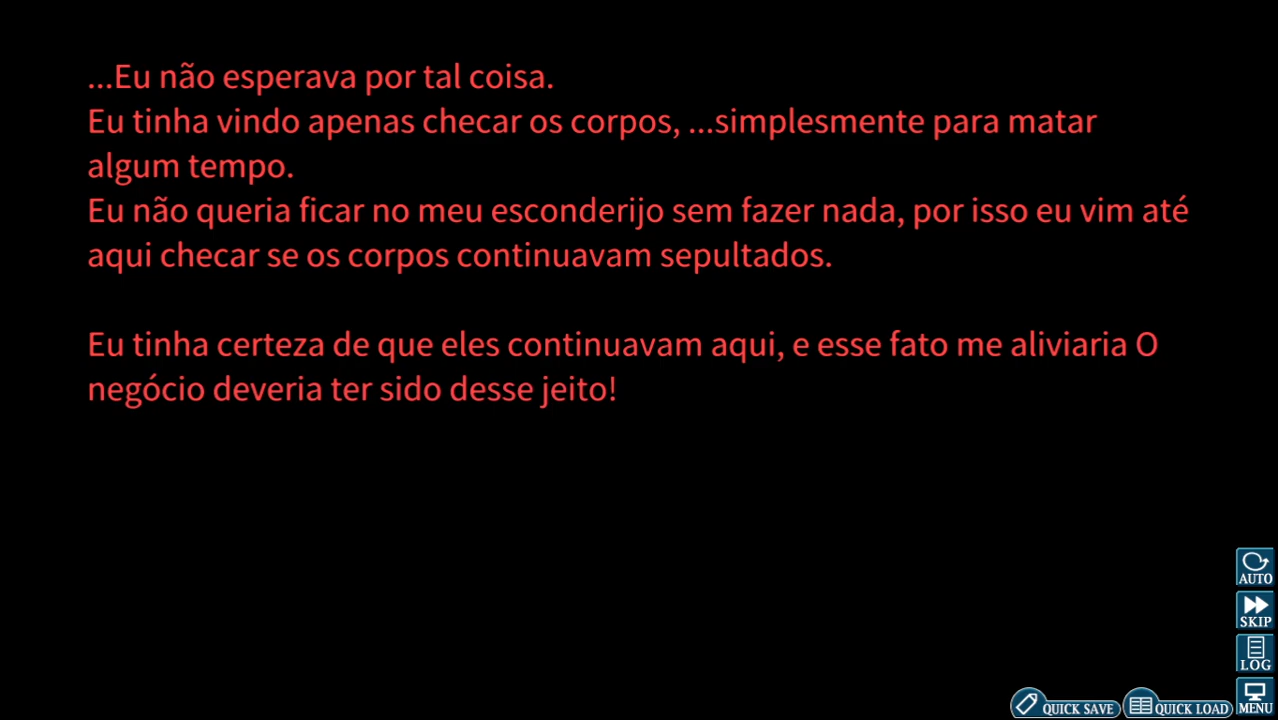 ...Eu não esperava por tal coisa.
Eu tinha vindo apenas checar os corpos, ...simplesmente para matar
algum tempo.
Eu não queria ficar no meu esconderijo sem fazer nada, por isso eu vim até
aqui checar se os corpos continuavam sepultados.
Eu tinha certeza de que eles continuavam aqui, e esse fato me aliviaria O
negócio deveria ter sido desse jeito!
AUTO
SKIP
LOG
QUICK SAVE
QUICK LOAD
MENU